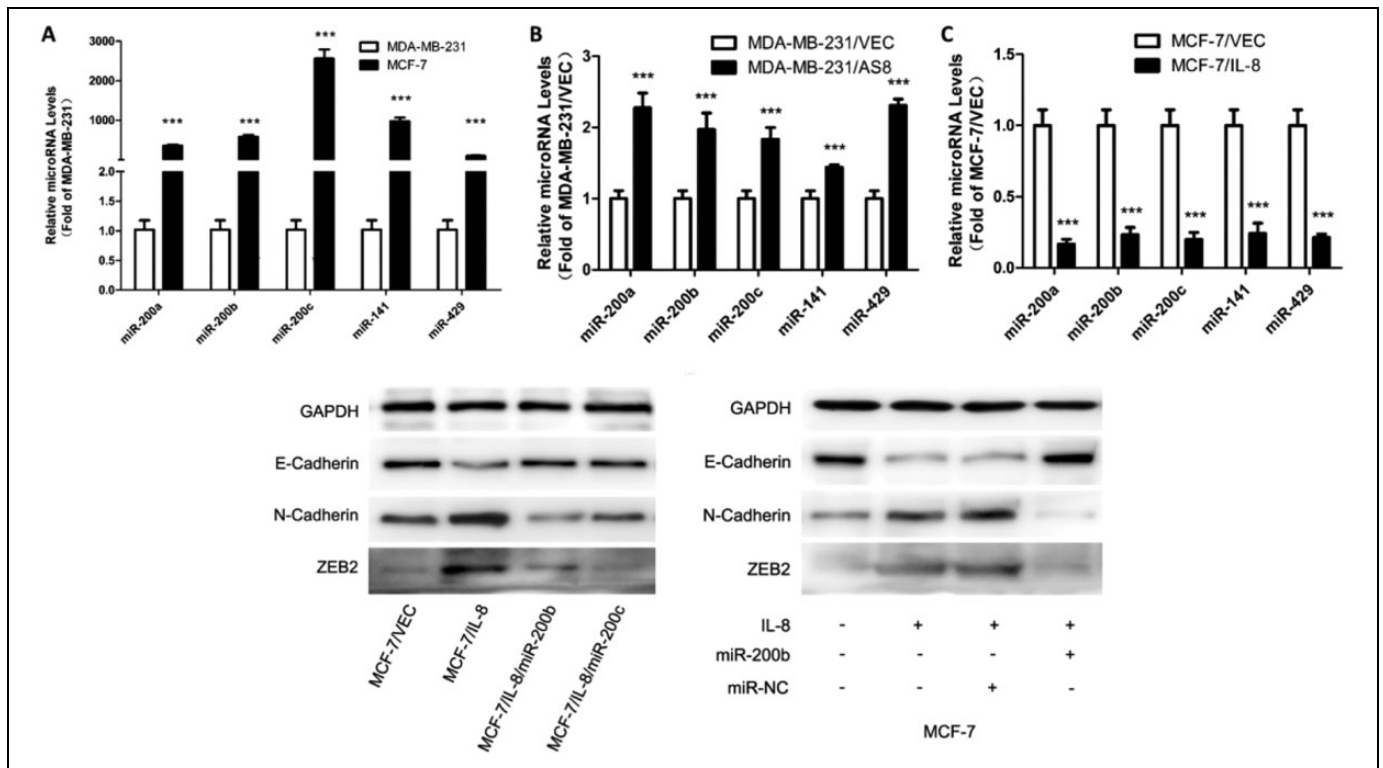 A
Relative microRNA Levels
(Fold of MDA-MB-231)
3000
2000
1000
2.0
1.5
1.0
0.5
0.0
MDA-MB-231
MCF-7
***
***
***
***
***
miR-200a
miR-200b
miR-200c
miR-141
miR-429
B
Relative microRNA Levels
(Fold of MDA-MB-231/VEC)
3
2
1
0
MDA-MB-231/VEC
MDA-MB-231/AS8
***
***
***
***
***
miR-200a
miR-200b
miR-200c
miR-141
miR-429
C
Relative microRNA Levels
(Fold of MCF-7/VEC)
1.5
1.0
0.5
0.0
MCF-7/VEC
MCF-7/IL-8
***
***
***
***
***
miR-200a
miR-200b
miR-200c
miR-141
miR-429
GAPDH
E-Cadherin
N-Cadherin
ZEB2
MCF-7/VEC
MCF-7/IL-8
MCF-7/IL-8/miR-200b
MCF-7/IL-8/miR-200c
GAPDH
E-Cadherin
N-Cadherin
ZEB2
IL-8 - + + +
miR-200b - - - +
miR-NC - - + -
MCF-7